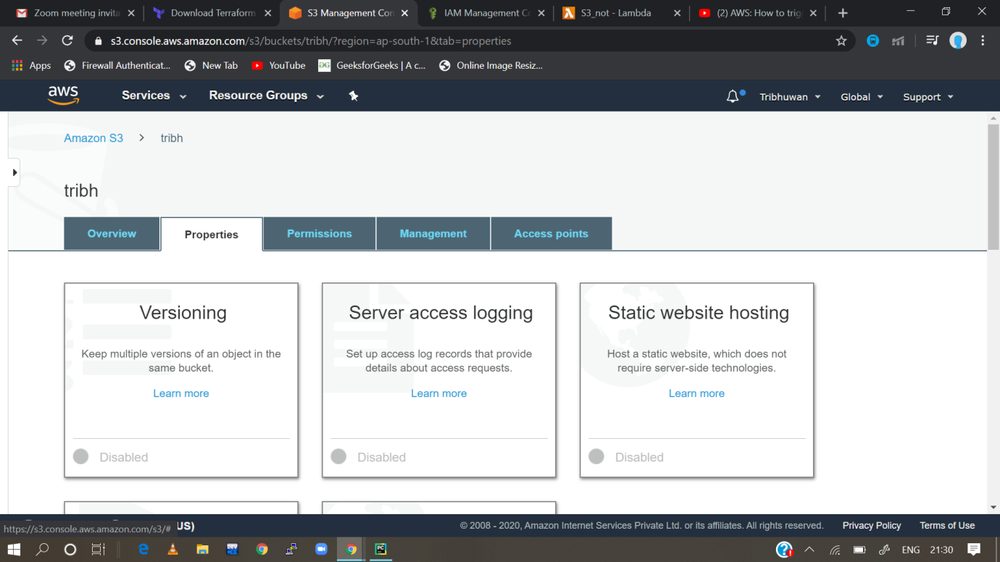 Zoom meeting invita
Download Terraform
S3 Management Con
IAM Management Co
S3_not - Lambda
(2) AWS: How to trig
s3.console.aws.amazon.com/s3/buckets/tribh/?region=ap-south-1&tab=properties
Apps
Firewall Authenticat...
New Tab
YouTube
GeeksforGeeks | A c...
Online Image Resiz...
aws
Services
Resource Groups
Tribhuwan
Global
Support
Amazon S3 > tribh
tribh
Overview
Properties
Permissions
Management
Access points
Versioning
Keep multiple versions of an object in the
same bucket.
Learn more
Disabled
Server access logging
Set up access log records that provide
details about access requests.
Learn more
Disabled
Static website hosting
Host a static website, which does not
require server-side technologies.
Learn more
Disabled
https://s3.console.aws.amazon.com/s3/#
US)
© 2008 - 2020, Amazon Internet Services Private Ltd. or its affiliates. All rights reserved.
Privacy Policy
Terms of Use
DEV
PC
ENG
21:30